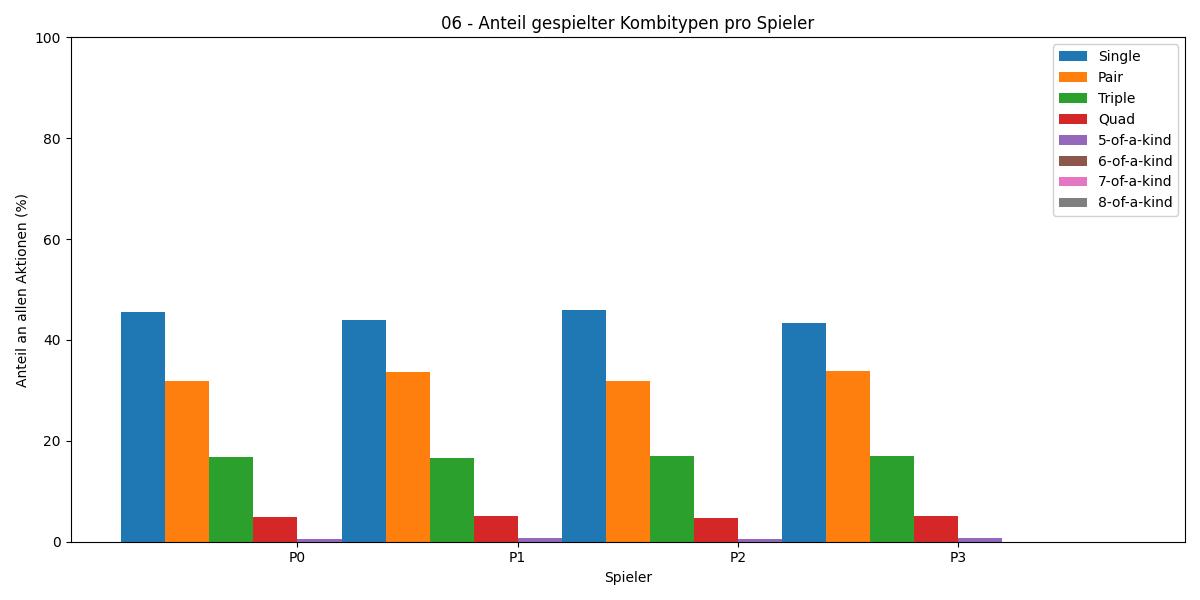 06 - Anteil gespielter Kombitypen pro Spieler
Anteil an allen Aktionen (%)
100
80
60
40
20
0
Single
Pair
Triple
Quad
5-of-a-kind
6-of-a-kind
7-of-a-kind
8-of-a-kind
P0 P1 P2 P3
Spieler